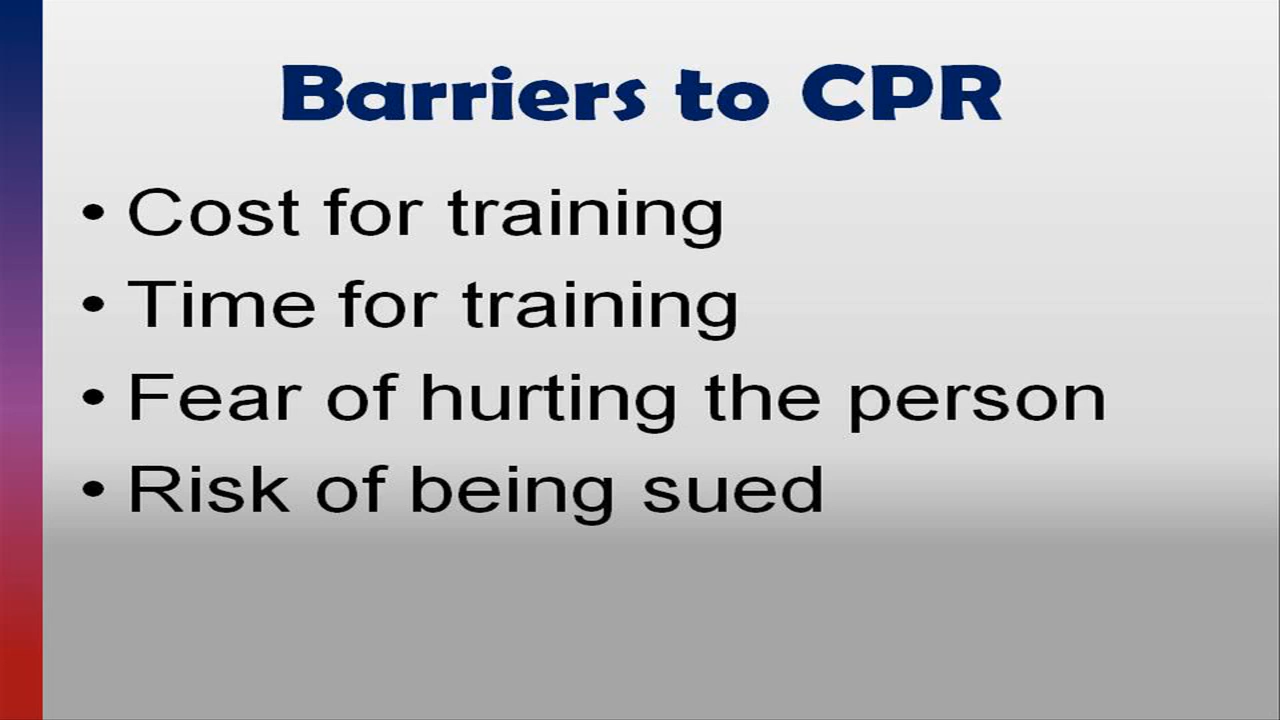 Barriers to CPR
• Cost for training
• Time for training
• Fear of hurting the person
• Risk of being sued